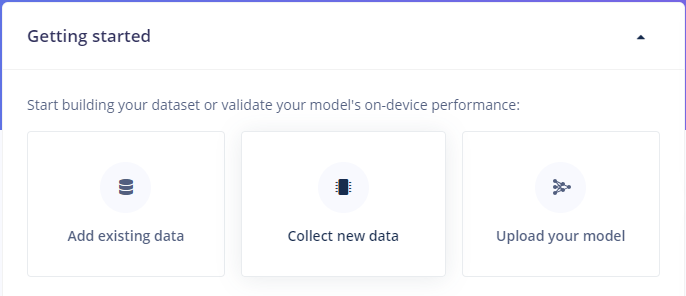 Getting started
Start building your dataset or validate your model's on-device performance:
Add existing data
Collect new data
Upload your model